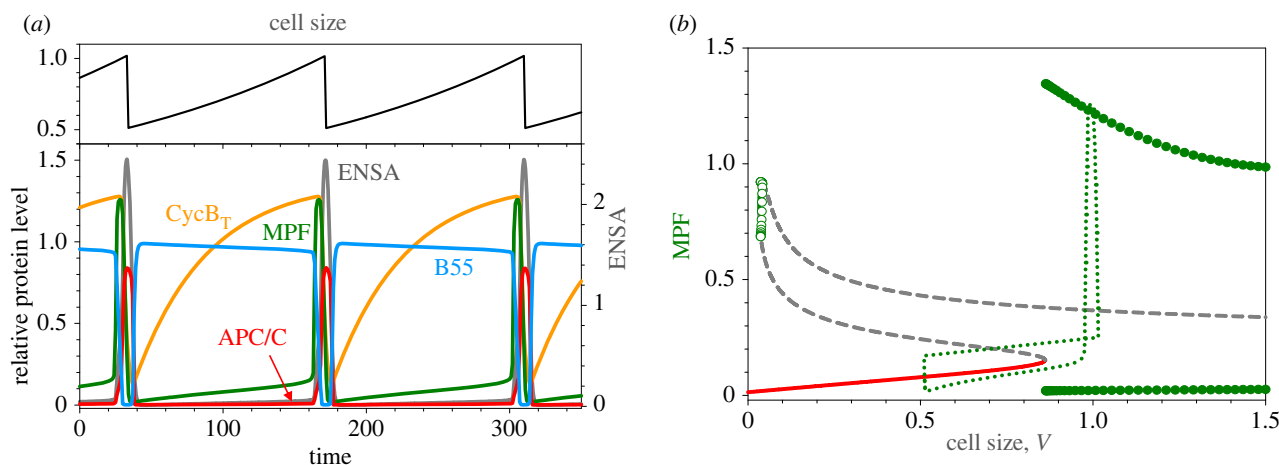 (a)
cell size
1.0
0.5
1.5
1.0
0.5
0
relative protein level
CycB_T
MPF
ENSA
B55
APC/C
2
1
0
ENSA
0
100
200
300
time
(b)
1.5
1.0
0.5
0
MPF
0
0.5
1.0
1.5
cell size, V